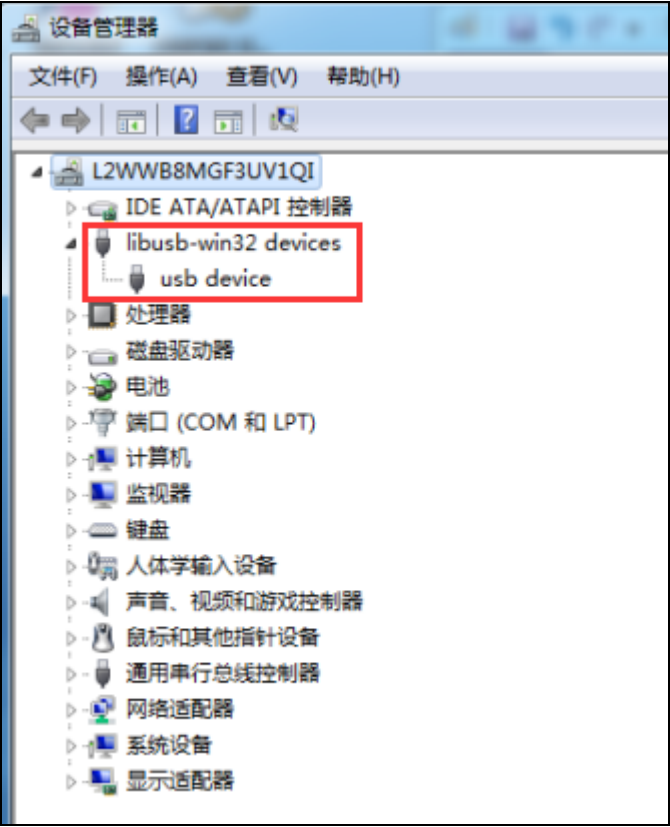 设备管理器
文件(F) 操作(A) 查看(V) 帮助(H)
L2WWB8MGF3UV1QI
IDE ATA/ATAPI 控制器
libusb-win32 devices
usb device
处理器
磁盘驱动器
电池
端口 (COM 和 LPT)
计算机
监视器
键盘
人体学输入设备
声音、视频和游戏控制器
鼠标和其他指针设备
通用串行总线控制器
网络适配器
系统设备
显示适配器